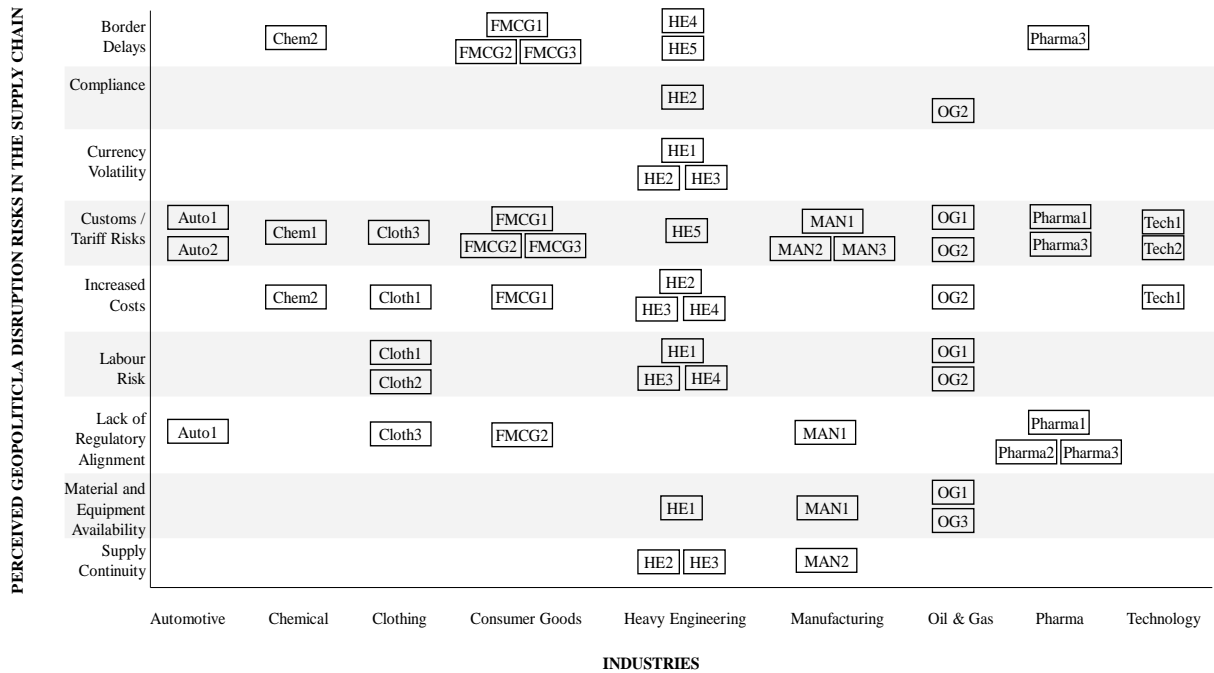 PERCEIVED GEOPOLITICLA DISRUPTION RISKS IN THE SUPPLY CHAIN
Border
Delays
Chem2
FMCG1
FMCG2 FMCG3
HE4
HE5
Pharma3
Compliance
HE2
OG2
Currency
Volatility
HE1
HE2 HE3
Customs /
Tariff Risks
Auto1
Auto2
Chem1
Cloth3
FMCG1
FMCG2 FMCG3
HE5
MAN1
MAN2 MAN3
OG1
OG2
Pharma1
Pharma3
Tech1
Tech2
Increased
Costs
Chem2
Cloth1
FMCG1
HE2
HE3 HE4
OG2
Tech1
Labour
Risk
Cloth1
Cloth2
HE1
HE3 HE4
OG1
OG2
Lack of
Regulatory
Alignment
Auto1
Cloth3
FMCG2
MAN1
Pharma1
Pharma2 Pharma3
Material and
Equipment
Availability
HE1
MAN1
OG1
OG3
Supply
Continuity
HE2 HE3
MAN2
Automotive Chemical Clothing Consumer Goods Heavy Engineering Manufacturing Oil & Gas Pharma Technology
INDUSTRIES